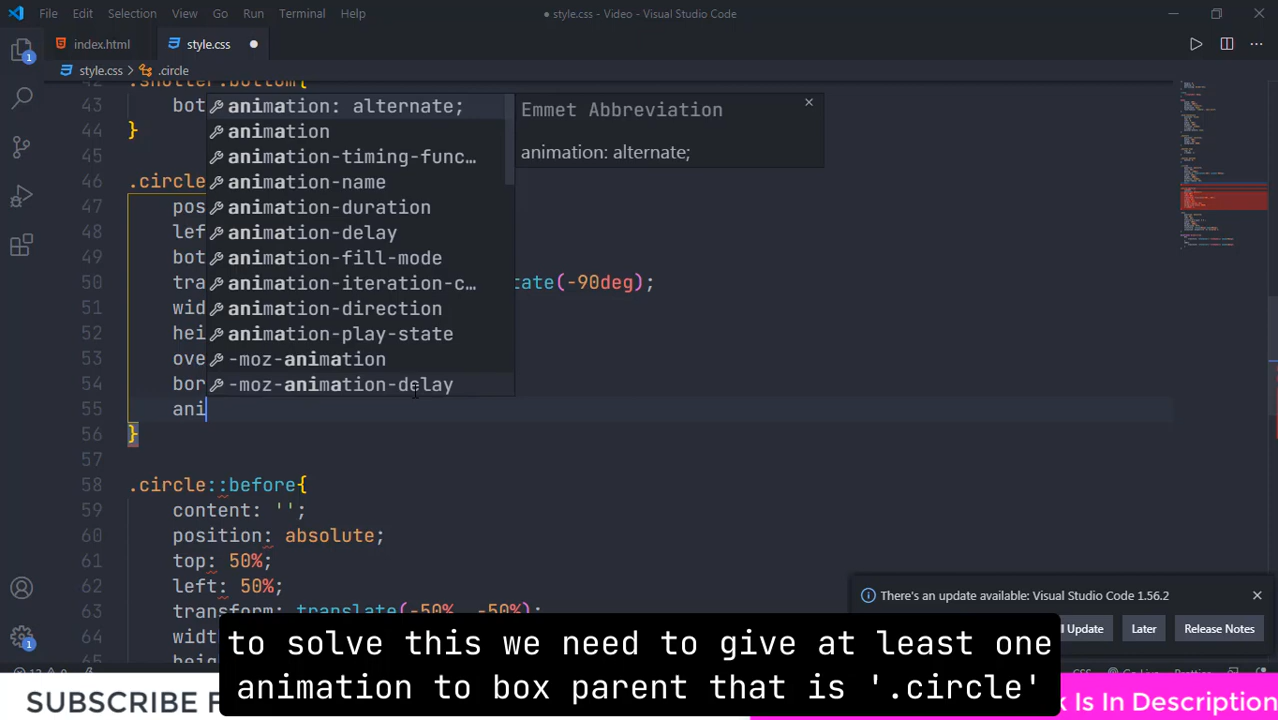 File Edit Selection View Go Run Terminal Help ● style.css - Video - Visual Studio Code
index.html style.css
style.css > .circle
42 .shutter.bottom{
43 bot
44 }
45
46 .circle
47 pos
48 lef
49 bot
50 tra tate(-90deg);
51 wid
52 hei
53 ove
54 bor
55 ani
56 }
57
58 .circle::before{
59 content: '';
60 position: absolute;
61 top: 50%;
62 left: 50%;
63 transform: translate(-50%, -50%);
widt
heig
animation: alternate;
animation
animation-timing-func…
animation-name
animation-duration
animation-delay
animation-fill-mode
animation-iteration-c…
animation-direction
animation-play-state
-moz-animation
-moz-animation-delay
Emmet Abbreviation
animation: alternate;
There's an update available: Visual Studio Code 1.56.2
Update Later Release Notes
to solve this we need to give at least one
animation to box parent that is '.circle'
SUBSCRIBE F
k Is In Description
1
1